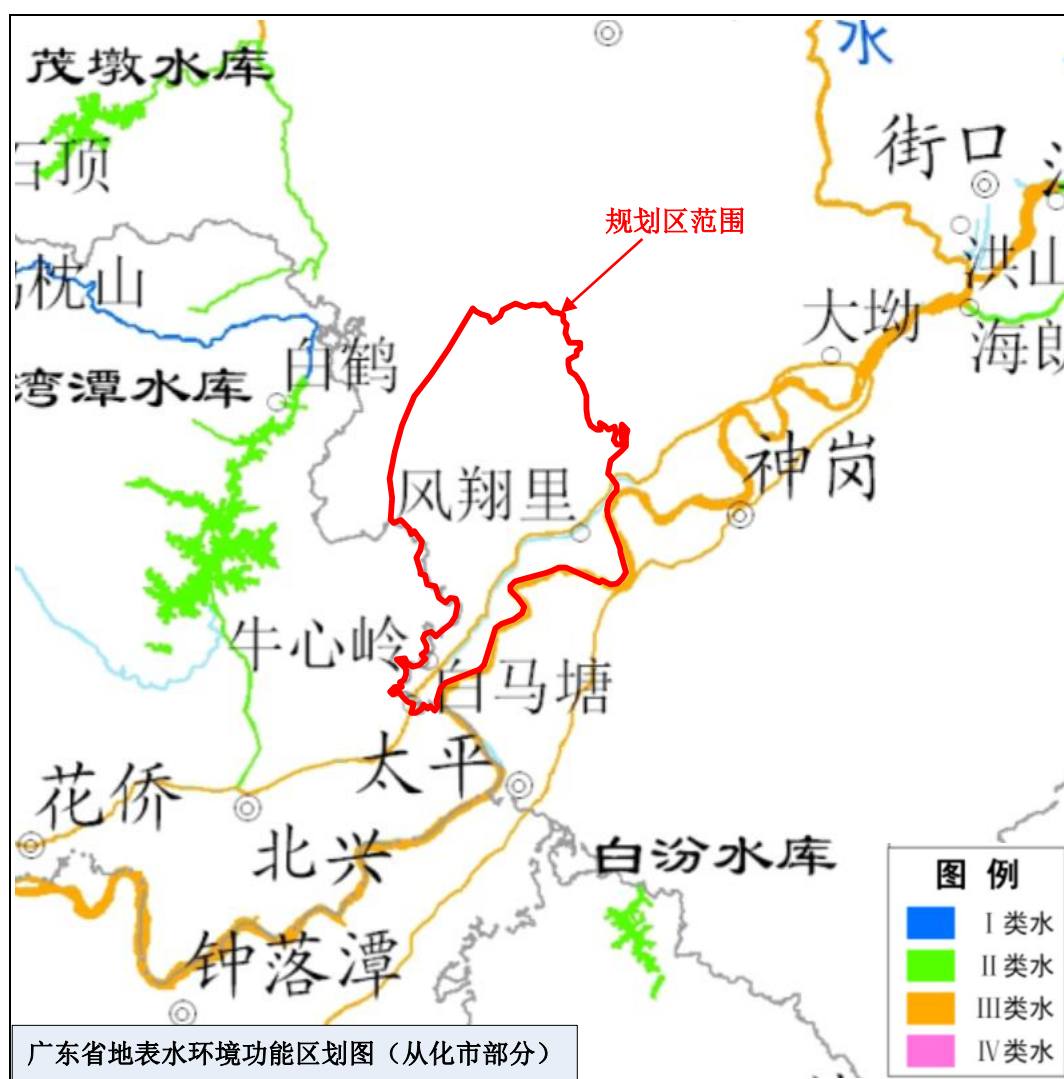 水
茂墩水库
街口
石顶
规划区范围
枕山
洪山
大坳
海朗
白鹤
湾潭水库
神岗
风翔里
牛心岭
白马塘
太平
花侨
北兴
白汾水库
钟落潭
图 例
I 类水
II类水
III类水
IV类水
广东省地表水环境功能区划图（从化市部分）